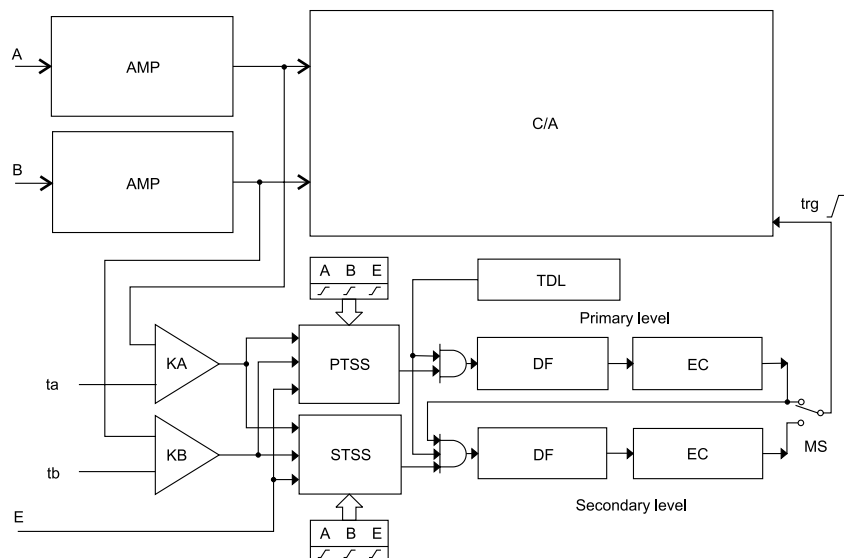 A
AMP
C/A
B
AMP
trg
A B E
TDL
Primary level
KA
PTSS
DF
EC
ta
KB
STSS
DF
EC
MS
tb
Secondary level
E
A B E